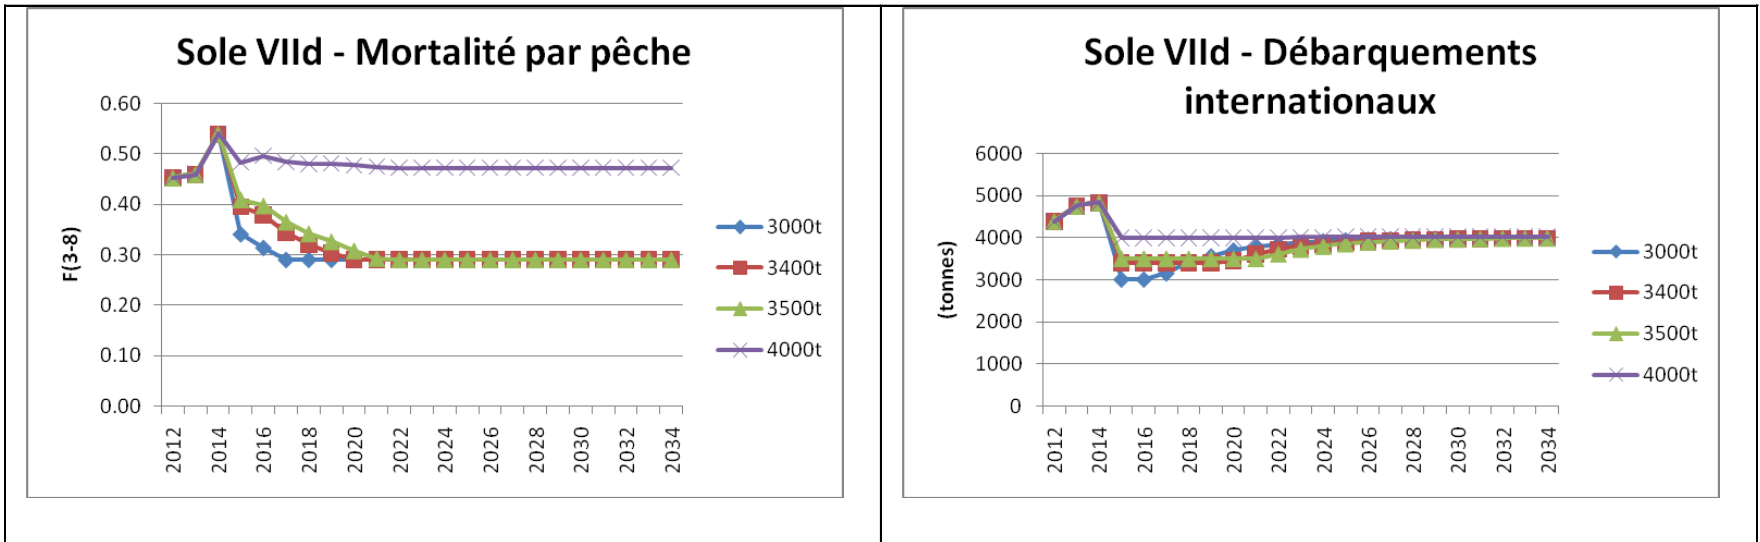 Sole VIId - Mortalité par pêche
F(3-8)
0.60
0.50
0.40
0.30
0.20
0.10
0.00
2012 2014 2016 2018 2020 2022 2024 2026 2028 2030 2032 2034
3000t
3400t
3500t
4000t
Sole VIId - Débarquements
internationaux
(tonnes)
6000
5000
4000
3000
2000
1000
0
2012 2014 2016 2018 2020 2022 2024 2026 2028 2030 2032 2034
3000t
3400t
3500t
4000t